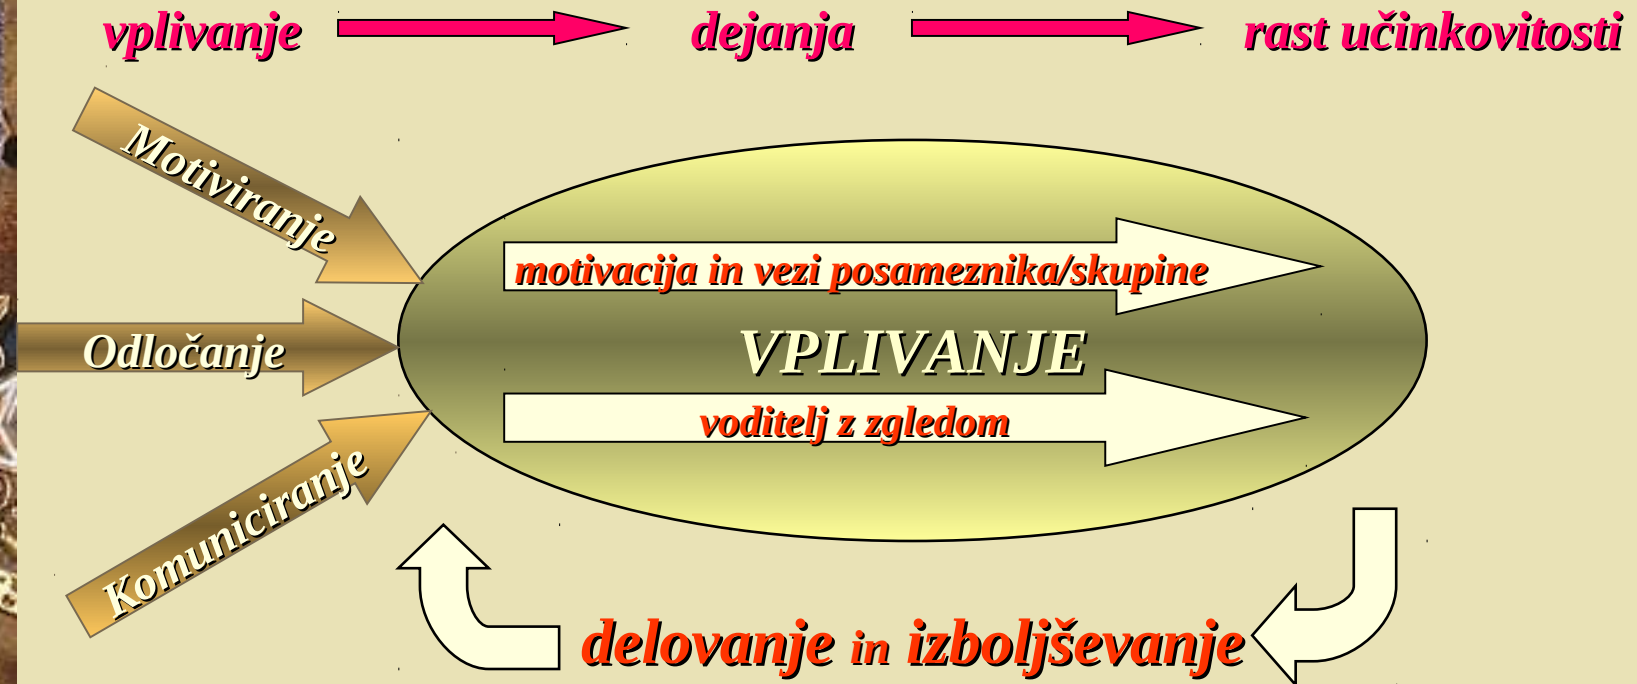 vplivanje dejanja rast učinkovitosti
Motiviranje
motivacija in vezi posameznika/skupine
Odločanje
VPLIVANJE
voditelj z zgledom
Komuniciranje
delovanje in izboljševanje